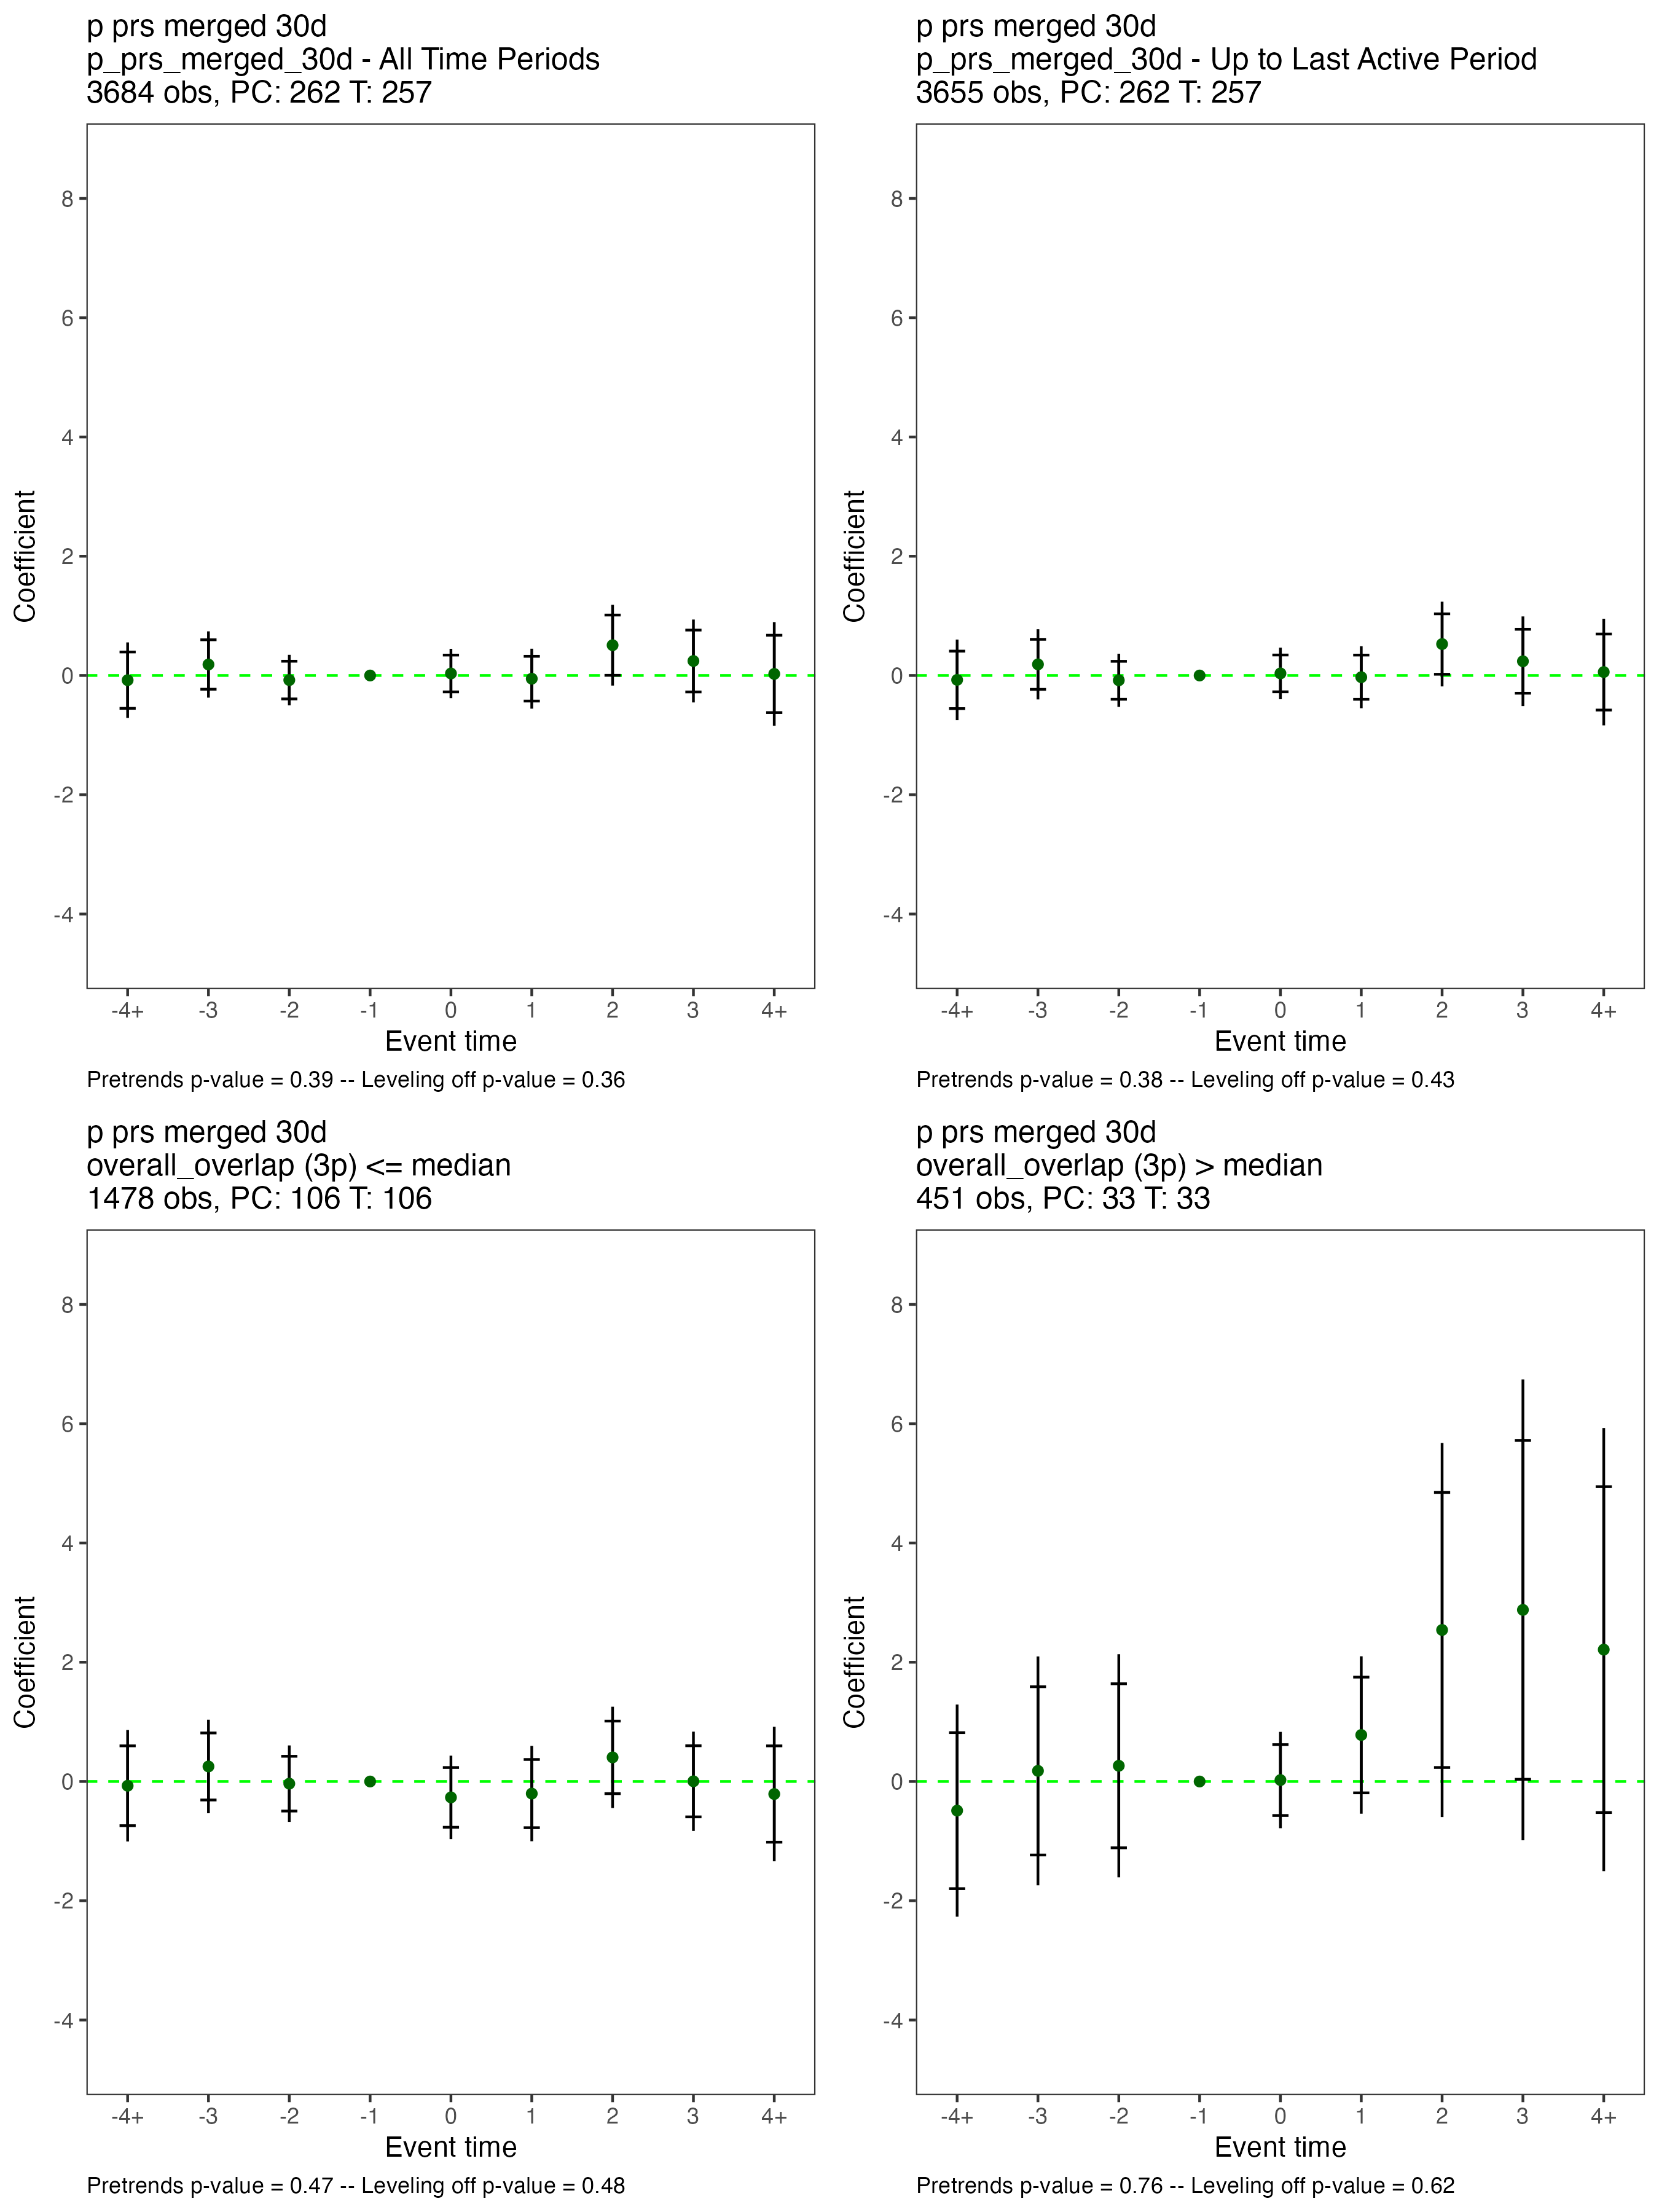 p prs merged 30d
p_prs_merged_30d - All Time Periods
3684 obs, PC: 262 T: 257
Coefficient
8
6
4
2
0
-2
-4
-4+ -3 -2 -1 0 1 2 3 4+
Event time
Pretrends p-value = 0.39 -- Leveling off p-value = 0.36
p prs merged 30d
p_prs_merged_30d - Up to Last Active Period
3655 obs, PC: 262 T: 257
Coefficient
8
6
4
2
0
-2
-4
-4+ -3 -2 -1 0 1 2 3 4+
Event time
Pretrends p-value = 0.38 -- Leveling off p-value = 0.43
p prs merged 30d
overall_overlap (3p) <= median
1478 obs, PC: 106 T: 106
Coefficient
8
6
4
2
0
-2
-4
-4+ -3 -2 -1 0 1 2 3 4+
Event time
Pretrends p-value = 0.47 -- Leveling off p-value = 0.48
p prs merged 30d
overall_overlap (3p) > median
451 obs, PC: 33 T: 33
Coefficient
8
6
4
2
0
-2
-4
-4+ -3 -2 -1 0 1 2 3 4+
Event time
Pretrends p-value = 0.76 -- Leveling off p-value = 0.62